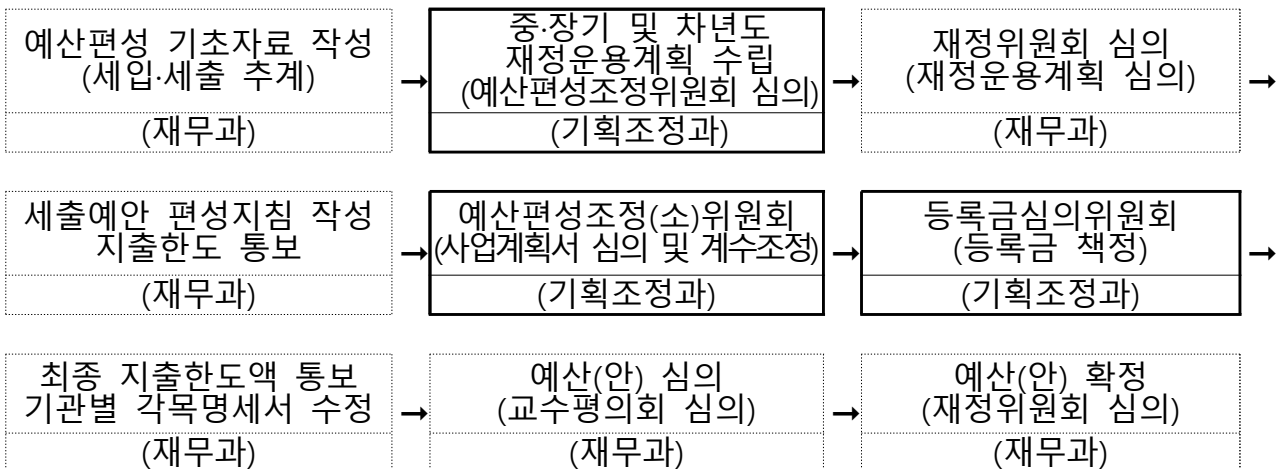 예산편성 기초자료 작성
(세입·세출 추계)
(재무과)
→
중·장기 및 차년도
재정운용계획 수립
(예산편성조정위원회 심의)
(기획조정과)
→
재정위원회 심의
(재정운용계획 심의)
(재무과)
→
세출예안 편성지침 작성
지출한도 통보
(재무과)
→
예산편성조정(소)위원회
(사업계획서 심의 및 계수조정)
(기획조정과)
→
등록금심의위원회
(등록금 책정)
(기획조정과)
→
최종 지출한도액 통보
기관별 각목명세서 수정
(재무과)
→
예산(안) 심의
(교수평의회 심의)
(재무과)
→
예산(안) 확정
(재정위원회 심의)
(재무과)